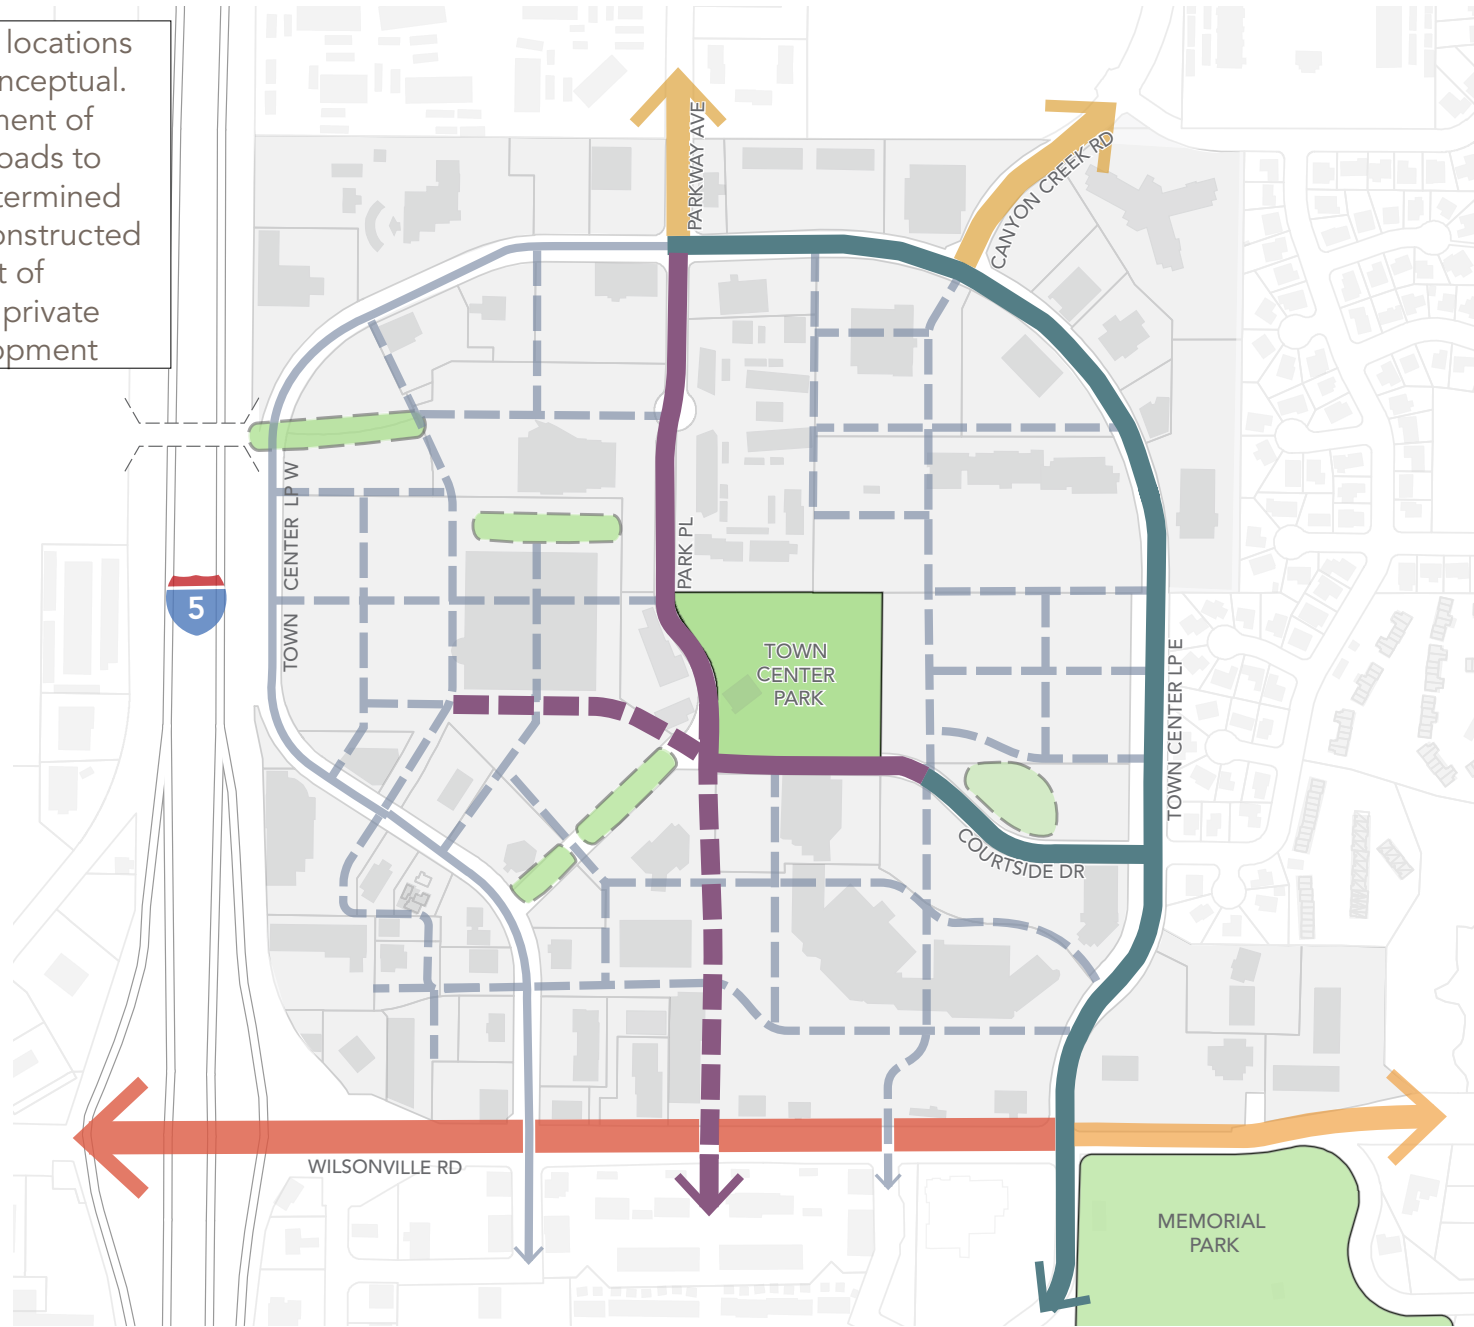 locations
nceptual.
nent of
oads to
termined
onstructed
t of
private
opment
PARKWAY AVE
CANYON CREEK RD
TOWN CENTER LP W
PARK PL
5
TOWN
CENTER
PARK
TOWN CENTER LP E
COURTSIDE DR
WILSONVILLE RD
MEMORIAL
PARK